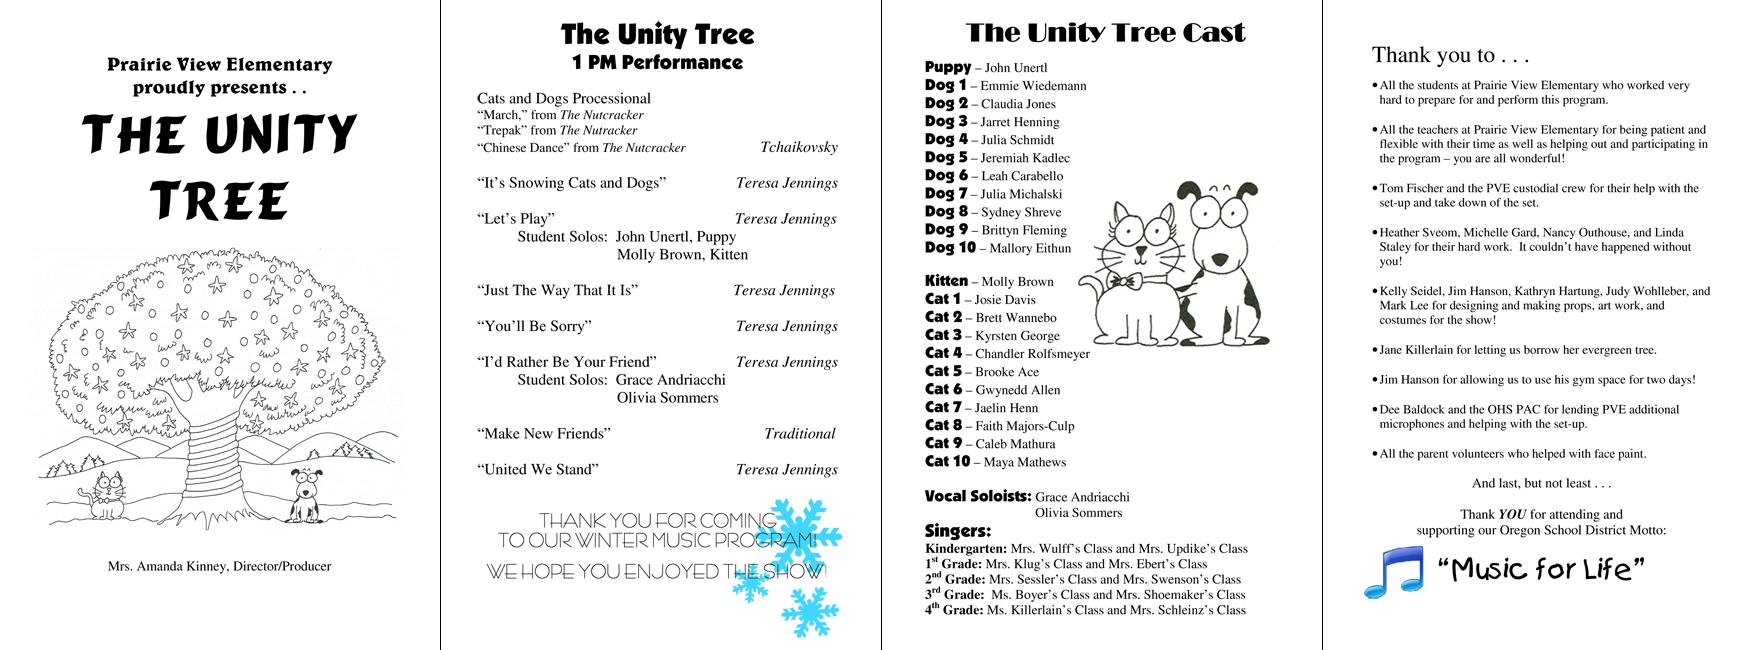 Prairie View Elementary
proudly presents . .
THE UNITY
TREE
Mrs. Amanda Kinney, Director/Producer
The Unity Tree
1 PM Performance
Cats and Dogs Processional
“March,” from The Nutcracker
“Trepak” from The Nutracker
“Chinese Dance” from The Nutcracker Tchaikovsky
“It’s Snowing Cats and Dogs” Teresa Jennings
“Let’s Play” Teresa Jennings
Student Solos: John Unertl, Puppy
Molly Brown, Kitten
“Just The Way That It Is” Teresa Jennings
“You’ll Be Sorry” Teresa Jennings
“I’d Rather Be Your Friend” Teresa Jennings
Student Solos: Grace Andriacchi
Olivia Sommers
“Make New Friends” Traditional
“United We Stand” Teresa Jennings
THANK YOU FOR COMING
TO OUR WINTER MUSIC PROGRAM!
WE HOPE YOU ENJOYED THE SHOW!
The Unity Tree Cast
Puppy – John Unertl
Dog 1 – Emmie Wiedemann
Dog 2 – Claudia Jones
Dog 3 – Jarret Henning
Dog 4 – Julia Schmidt
Dog 5 – Jeremiah Kadlec
Dog 6 – Leah Carabello
Dog 7 – Julia Michalski
Dog 8 – Sydney Shreve
Dog 9 – Brittyn Fleming
Dog 10 – Mallory Eithun
Kitten – Molly Brown
Cat 1 – Josie Davis
Cat 2 – Brett Wannebo
Cat 3 – Kyrsten George
Cat 4 – Chandler Rolfsmeyer
Cat 5 – Brooke Ace
Cat 6 – Gwynedd Allen
Cat 7 – Jaelin Henn
Cat 8 – Faith Majors-Culp
Cat 9 – Caleb Mathura
Cat 10 – Maya Mathews
Vocal Soloists: Grace Andriacchi
Olivia Sommers
Singers:
Kindergarten: Mrs. Wulff’s Class and Mrs. Updike’s Class
1st Grade: Mrs. Klug’s Class and Mrs. Ebert’s Class
2nd Grade: Mrs. Sessler’s Class and Mrs. Swenson’s Class
3rd Grade: Ms. Boyer’s Class and Mrs. Shoemaker’s Class
4th Grade: Ms. Killerlain’s Class and Mrs. Schleinz’s Class
Thank you to . . .
• All the students at Prairie View Elementary who worked very
hard to prepare for and perform this program.
• All the teachers at Prairie View Elementary for being patient and
flexible with their time as well as helping out and participating in
the program – you are all wonderful!
• Tom Fischer and the PVE custodial crew for their help with the
set-up and take down of the set.
• Heather Sveom, Michelle Gard, Nancy Outhouse, and Linda
Staley for their hard work. It couldn’t have happened without
you!
• Kelly Seidel, Jim Hanson, Kathryn Hartung, Judy Wohlleber, and
Mark Lee for designing and making props, art work, and
costumes for the show!
• Jane Killerlain for letting us borrow her evergreen tree.
• Jim Hanson for allowing us to use his gym space for two days!
• Dee Baldock and the OHS PAC for lending PVE additional
microphones and helping with the set-up.
• All the parent volunteers who helped with face paint.
And last, but not least . . .
Thank YOU for attending and
supporting our Oregon School District Motto:
“Music for Life”